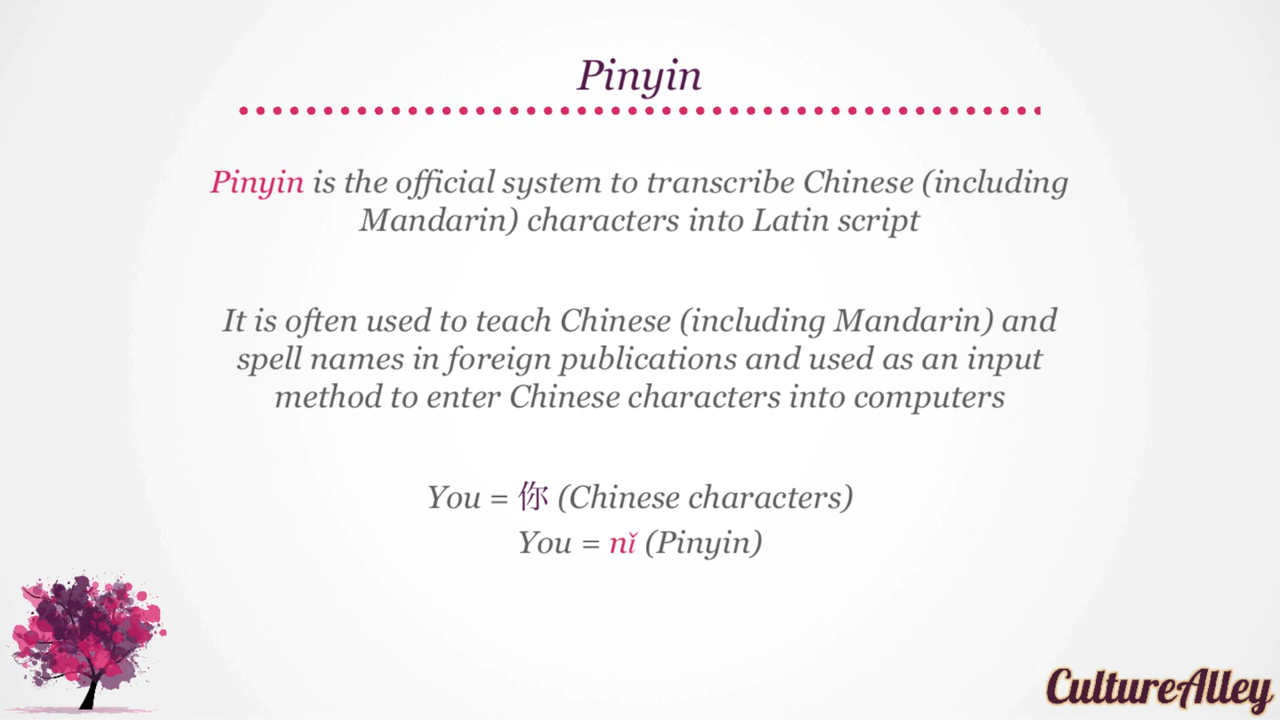 Pinyin
Pinyin is the official system to transcribe Chinese (including
Mandarin) characters into Latin script
It is often used to teach Chinese (including Mandarin) and
spell names in foreign publications and used as an input
method to enter Chinese characters into computers
You = 你 (Chinese characters)
You = nǐ (Pinyin)
CultureAlley